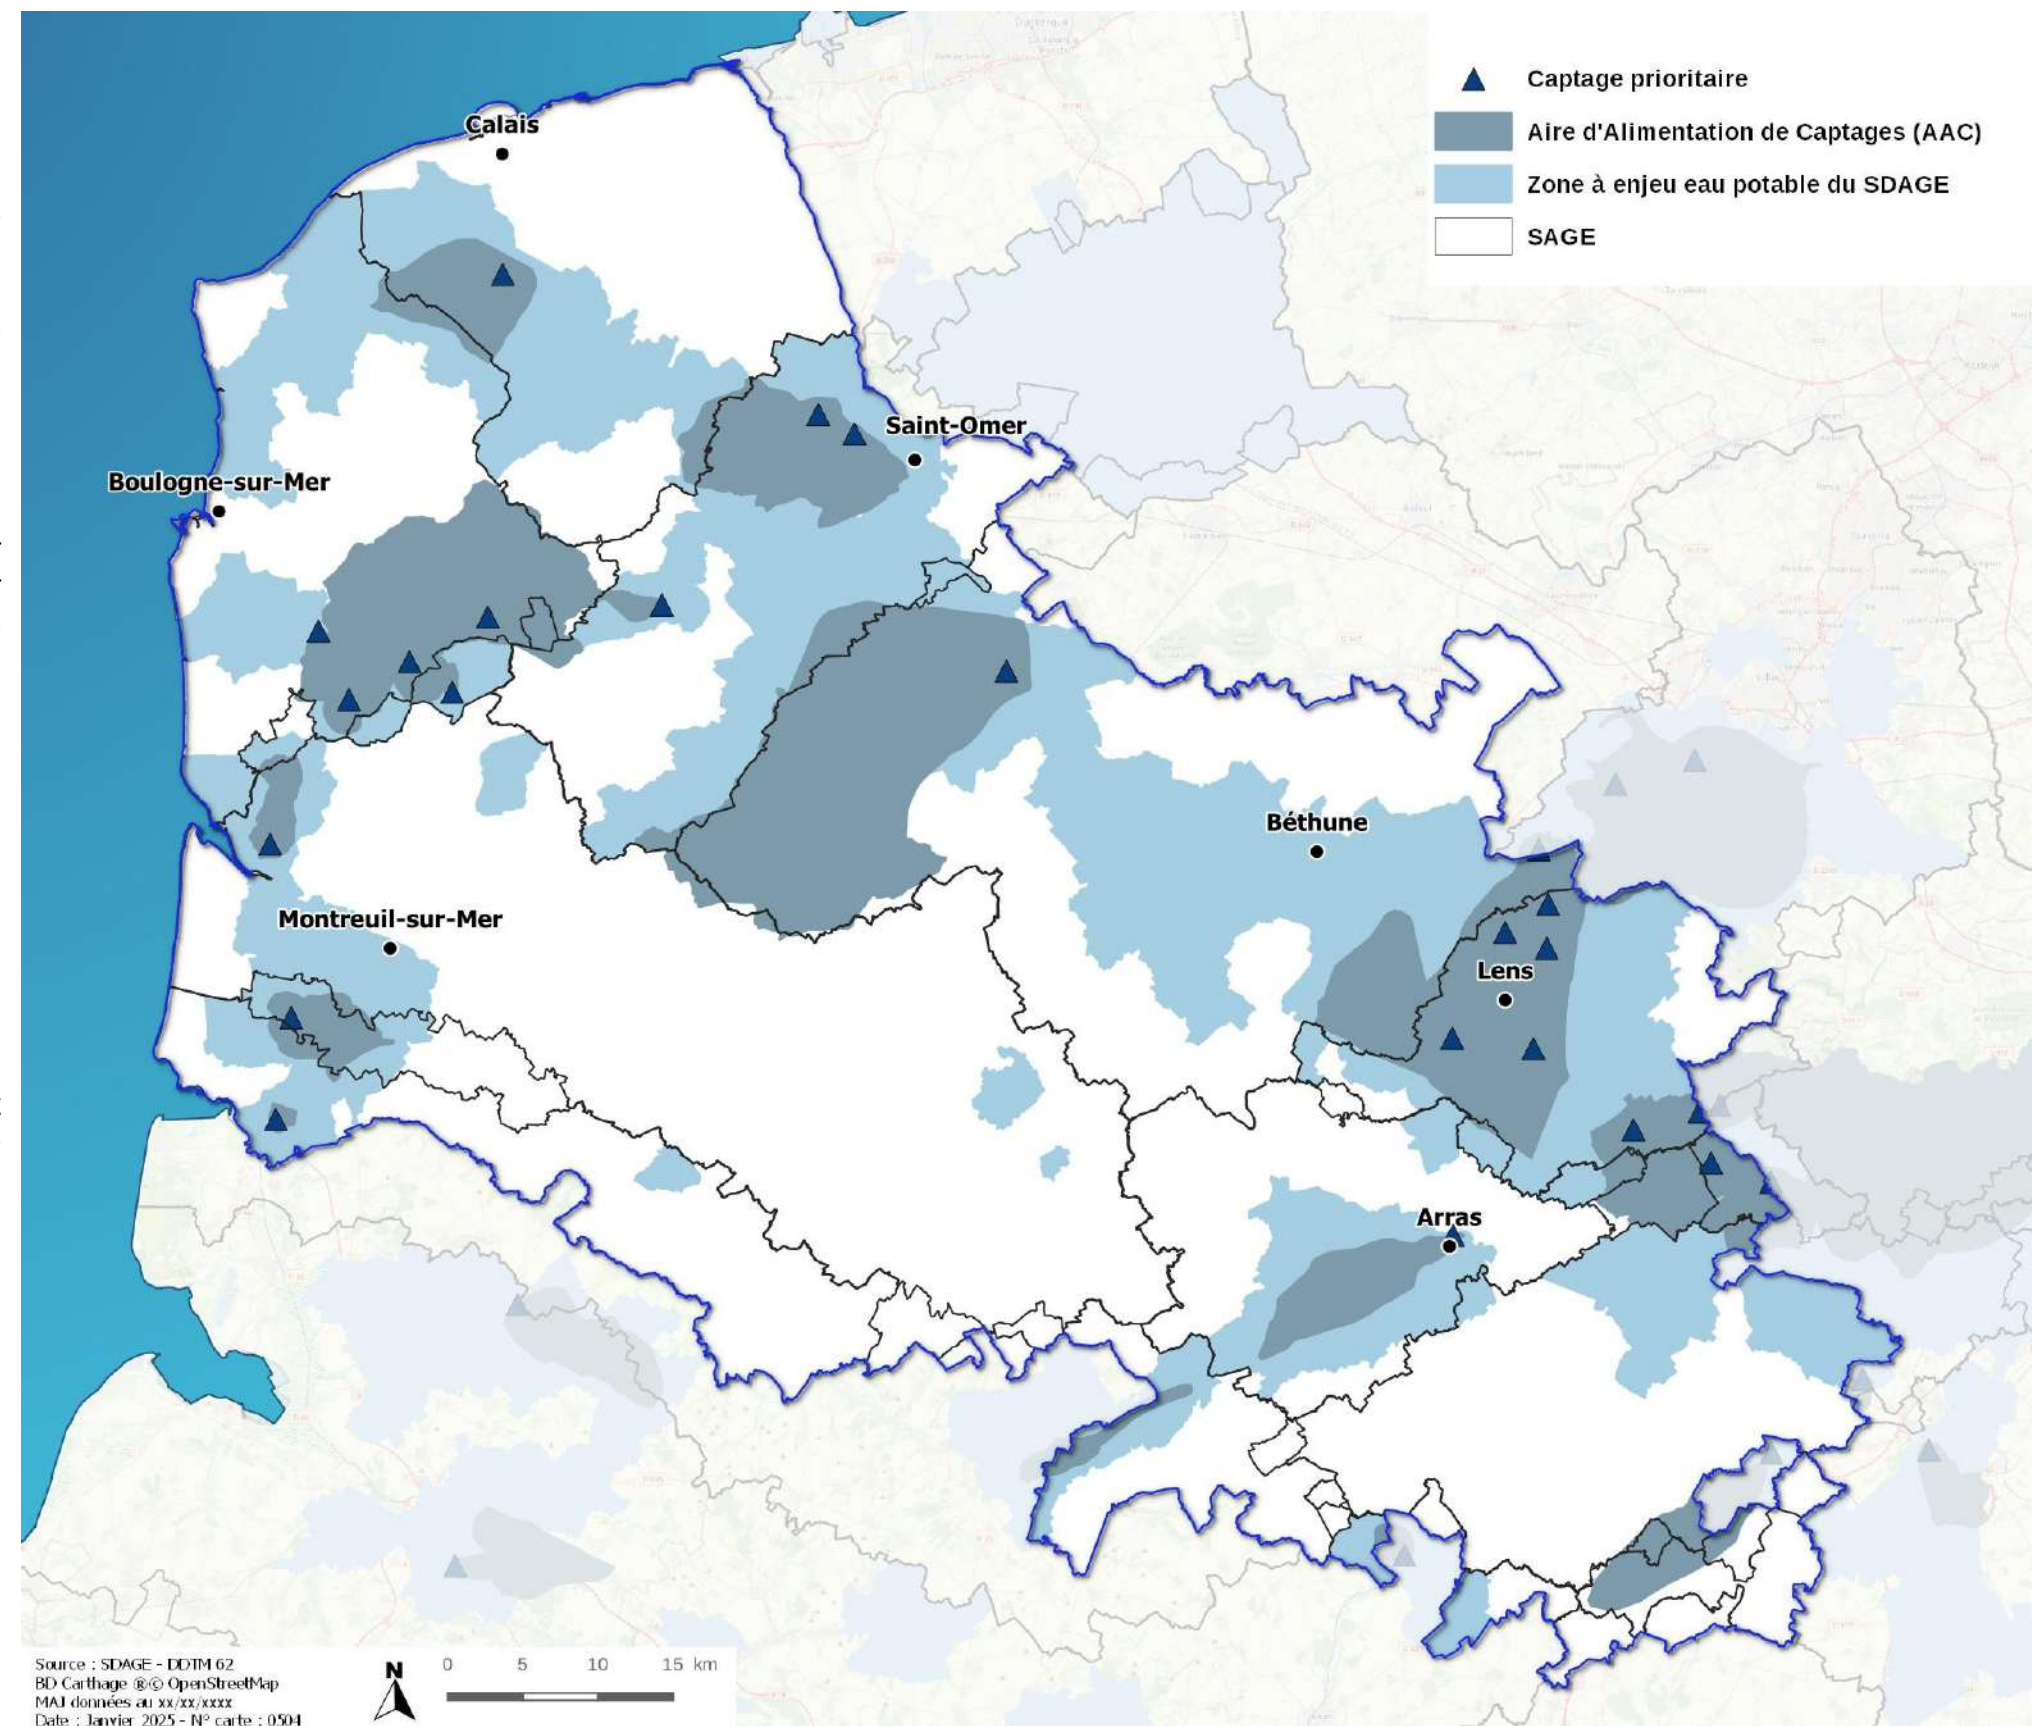 Captage prioritaire
Aire d'Alimentation de Captages (AAC)
Zone à enjeu eau potable du SDAGE
SAGE
Calais
Saint-Omer
Boulogne-sur-Mer
Béthune
Montreuil-sur-Mer
Lens
Arras
Source : SDAGE - DDTM 62
BD Carthage ®© OpenStreetMap
MAJ données au xx/xx/xxxx
Date : Janvier 2025 - N° carte : 0504
N
0 5 10 15 km